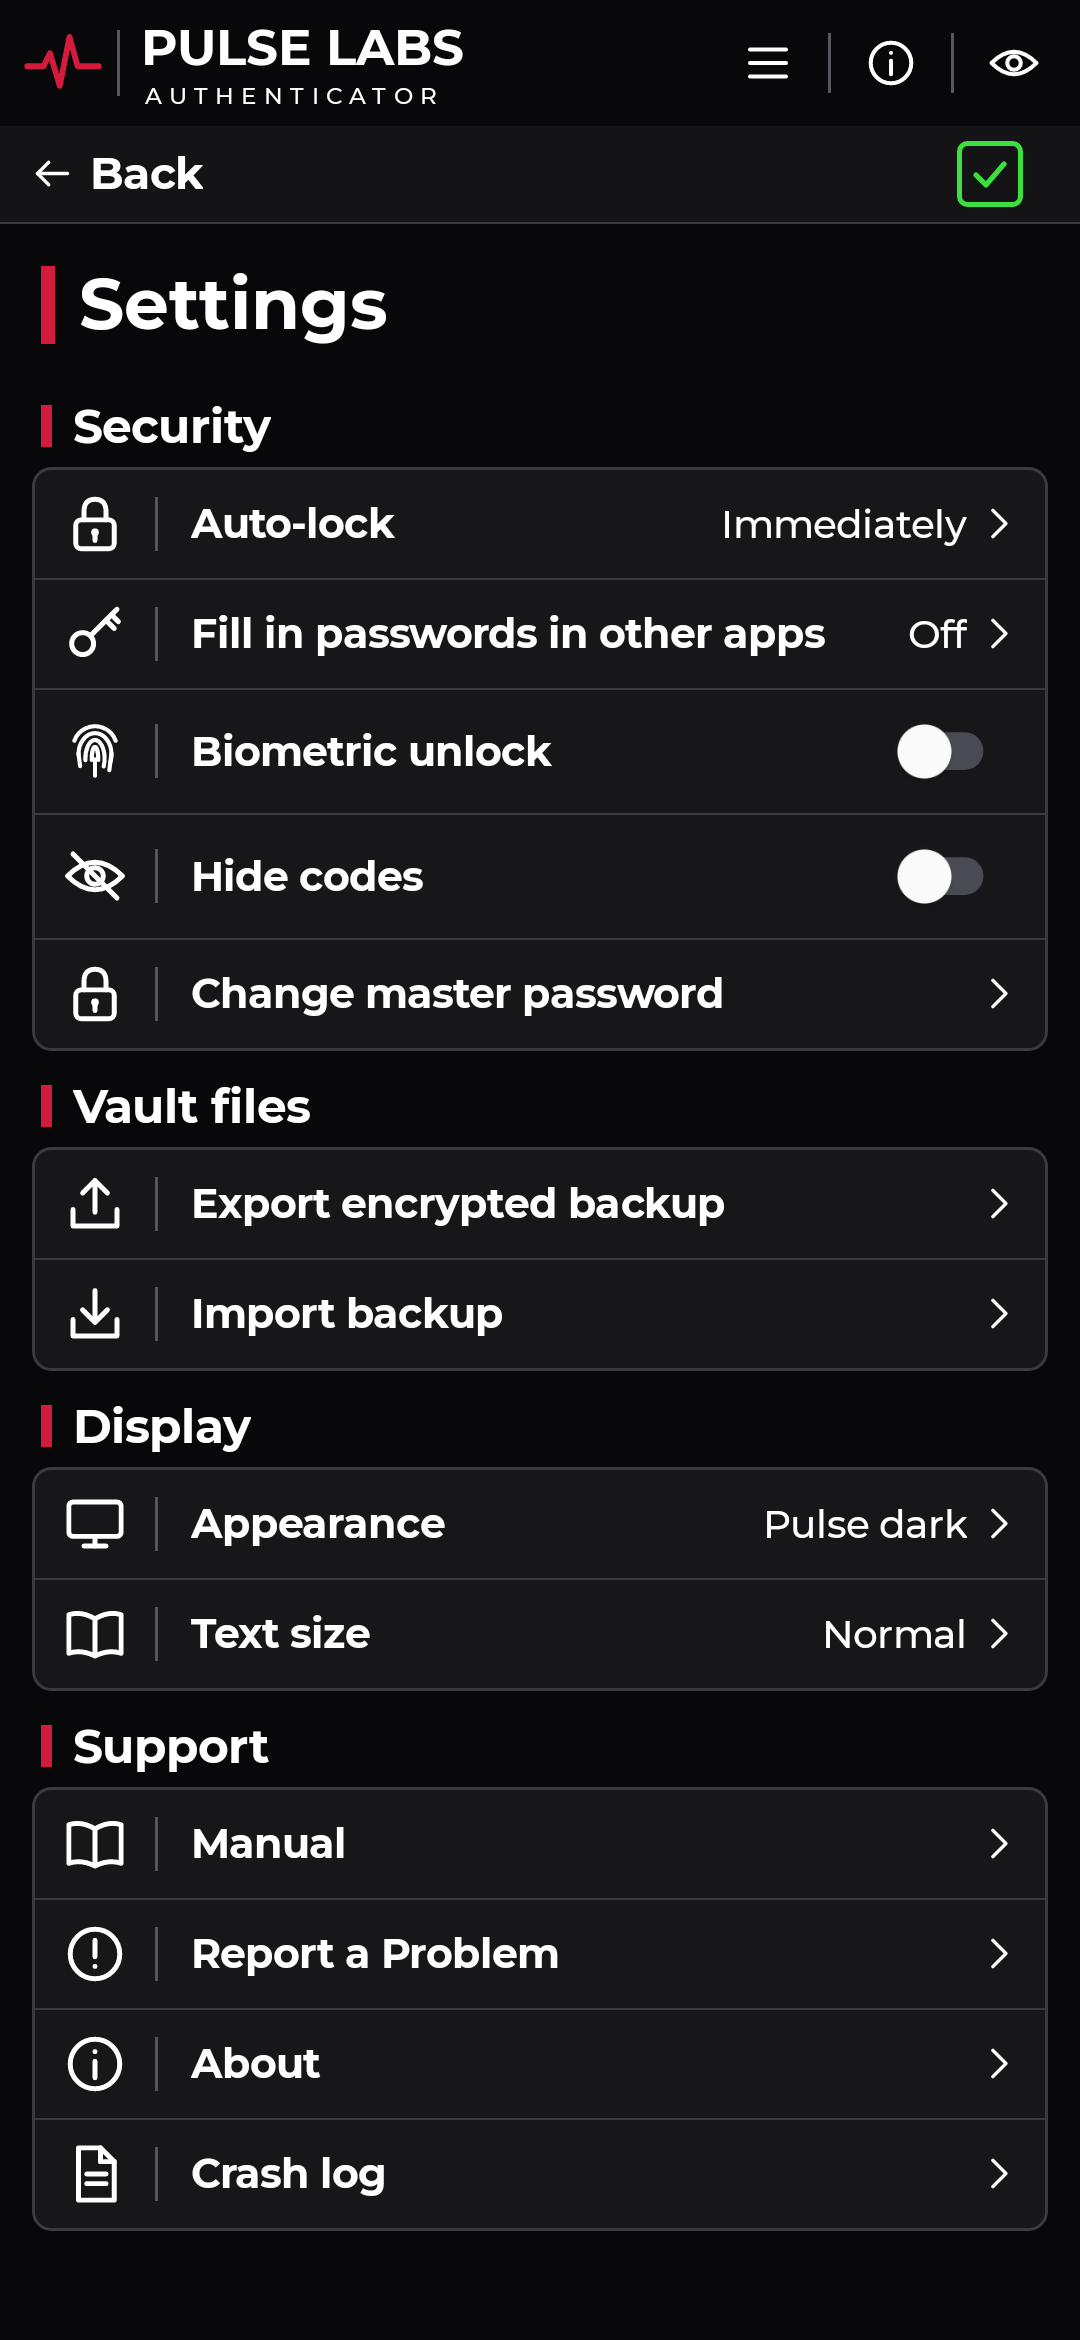 PULSE LABS
AUTHENTICATOR
Back
Settings
Security
Auto-lock Immediately
Fill in passwords in other apps Off
Biometric unlock
Hide codes
Change master password
Vault files
Export encrypted backup
Import backup
Display
Appearance Pulse dark
Text size Normal
Support
Manual
Report a Problem
About
Crash log